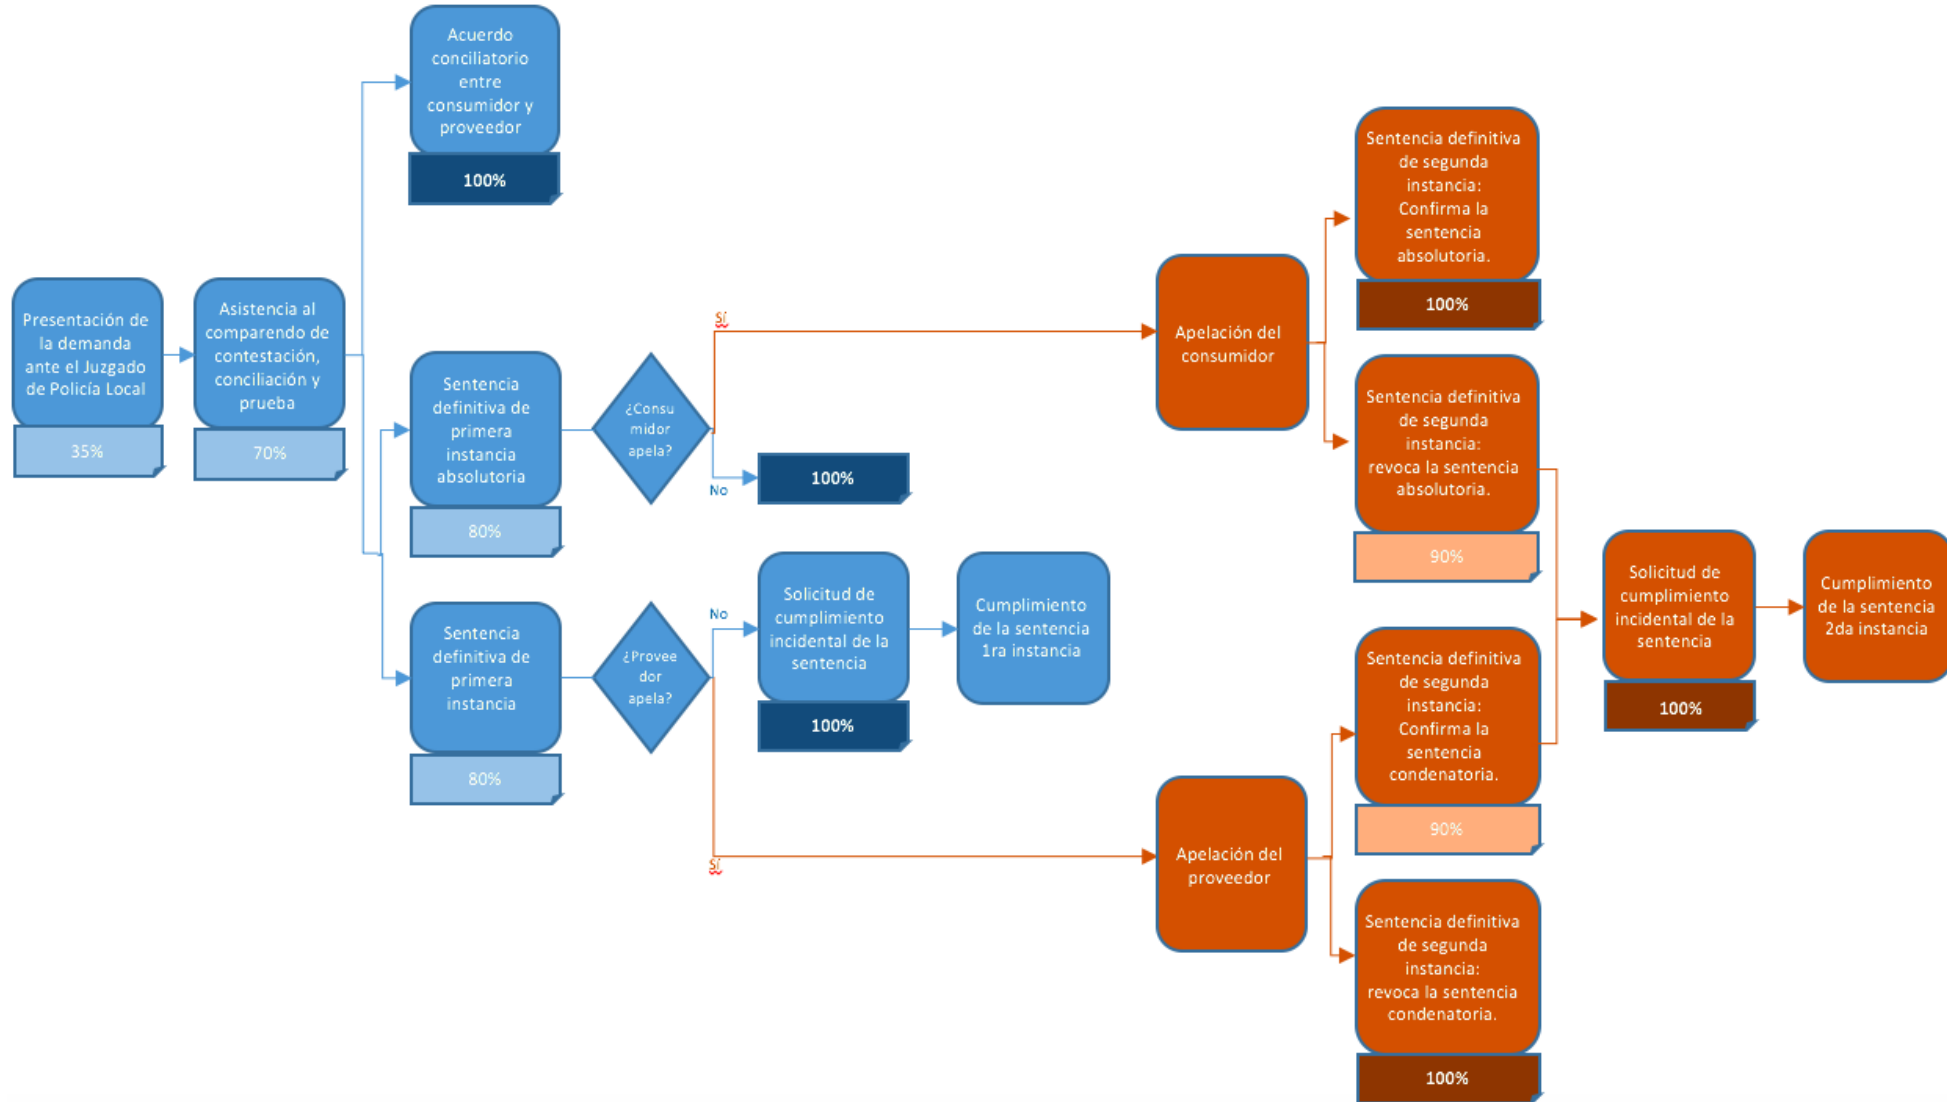 Acuerdo
conciliatorio
entre
consumidor y
proveedor
100%
Presentación de
la demanda
ante el Juzgado
de Policía Local
35%
Asistencia al
comparendo de
contestación,
conciliación y
prueba
70%
Sentencia
definitiva de
primera
instancia
absolutoria
80%
¿Consu
midor
apela?
Sí
No
100%
Sentencia
definitiva de
primera
instancia
80%
¿Provee
dor
apela?
No
Sí
Solicitud de
cumplimiento
incidental de la
sentencia
100%
Cumplimiento
de la sentencia
1ra instancia
Apelación del
consumidor
Sentencia definitiva
de segunda
instancia:
Confirma la
sentencia
absolutoria.
100%
Sentencia definitiva
de segunda
instancia:
revoca la sentencia
absolutoria.
90%
Apelación del
proveedor
Sentencia definitiva
de segunda
instancia:
Confirma la
sentencia
condenatoria.
90%
Sentencia definitiva
de segunda
instancia:
revoca la sentencia
condenatoria.
100%
Solicitud de
cumplimiento
incidental de la
sentencia
100%
Cumplimiento
de la sentencia
2da instancia